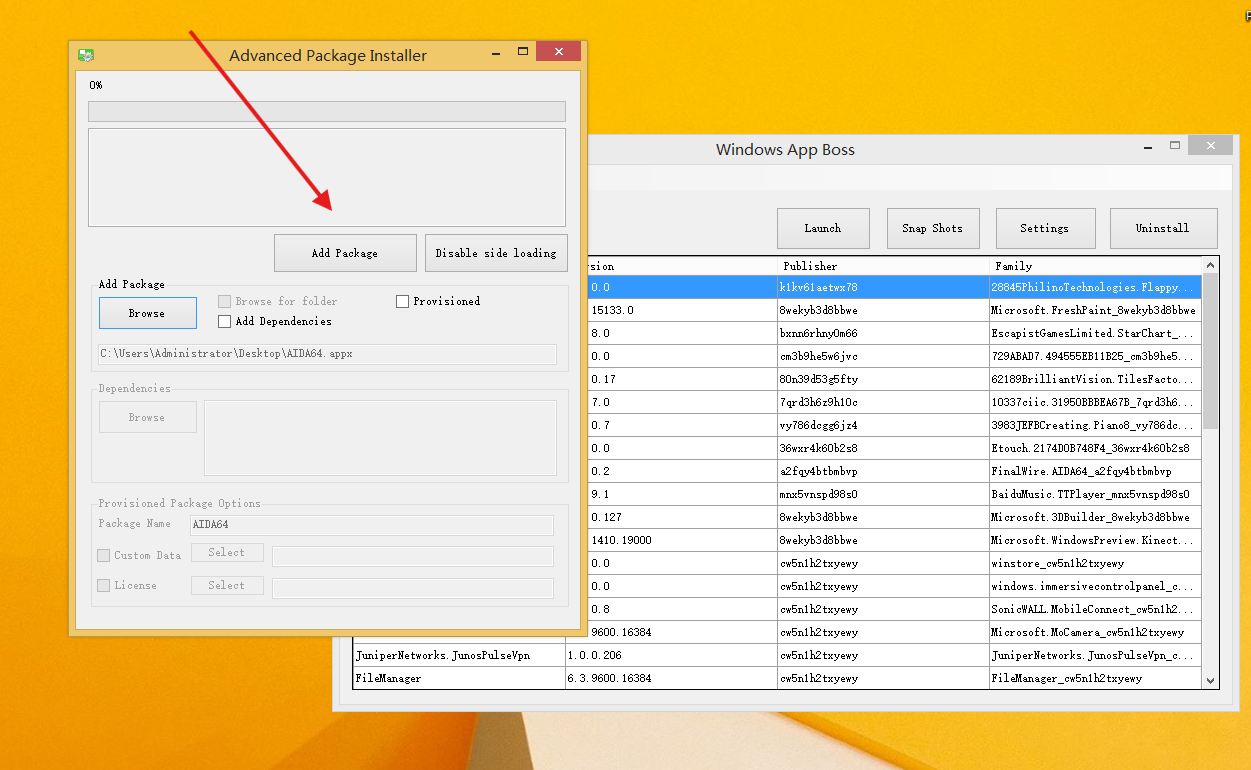 Advanced Package Installer
0%
Add Package
Disable side loading
Add Package
Browse
Browse for folder
Provisioned
Add Dependencies
C:\Users\Administrator\Desktop\AIDA64.appx
Dependencies
Browse
Provisioned Package Options
Package Name AIDA64
Custom Data Select
License Select
Windows App Boss
Launch Snap Shots Settings Uninstall
sion Publisher Family
0.0 k1kv61aetwx78 28845PhilinoTechnologies.Flappy...
15133.0 8wekyb3d8bbwe Microsoft.FreshPaint_8wekyb3d8bbwe
8.0 bxnn6rhny0m66 EscapistGamesLimited.StarChart_...
0.0 cm3b9he5w6jvc 729ABAD7.494555EB11B25_cm3b9he5...
0.17 80n39d53g5fty 62189BrilliantVision.TilesFacto...
7.0 7qrd3h6z9h10c 10337ciic.31950BBBEA67B_7qrd3h6...
0.7 vy786dcgg6jz4 3983JEFBCreating.Piano8_vy786dc...
0.0 36wxr4k60b2s8 Etouch.2174D0B748F4_36wxr4k60b2s8
0.2 a2fqy4btbmbvp FinalWire.AIDA64_a2fqy4btbmbvp
9.1 mnx5vnspd98s0 BaiduMusic.TTPlayer_mnx5vnspd98s0
0.127 8wekyb3d8bbwe Microsoft.3DBuilder_8wekyb3d8bbwe
1410.19000 8wekyb3d8bbwe Microsoft.WindowsPreview.Kinect...
0.0 cw5n1h2txyewy winstore_cw5n1h2txyewy
0.0 cw5n1h2txyewy windows.immersivecontrolpanel_c...
0.8 cw5n1h2txyewy SonicWALL.MobileConnect_cw5n1h2...
9600.16384 cw5n1h2txyewy Microsoft.MoCamera_cw5n1h2txyewy
JuniperNetworks.JunosPulseVpn 1.0.0.206 cw5n1h2txyewy JuniperNetworks.JunosPulseVpn_c...
FileManager 6.3.9600.16384 cw5n1h2txyewy FileManager_cw5n1h2txyewy